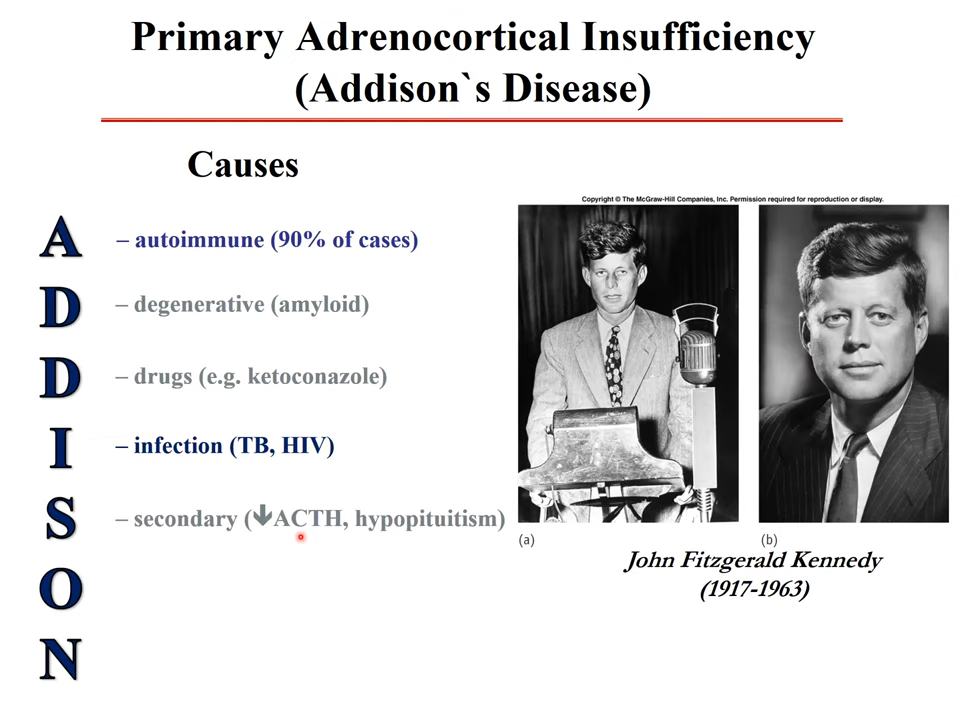 Primary Adrenocortical Insufficiency
(Addison`s Disease)
Causes
Copyright © The McGraw-Hill Companies, Inc. Permission required for reproduction or display.
A – autoimmune (90% of cases)
D – degenerative (amyloid)
D – drugs (e.g. ketoconazole)
I – infection (TB, HIV)
S – secondary (🡻ACTH, hypopituitism)
O
N
(a)
(b)
John Fitzgerald Kennedy
(1917-1963)